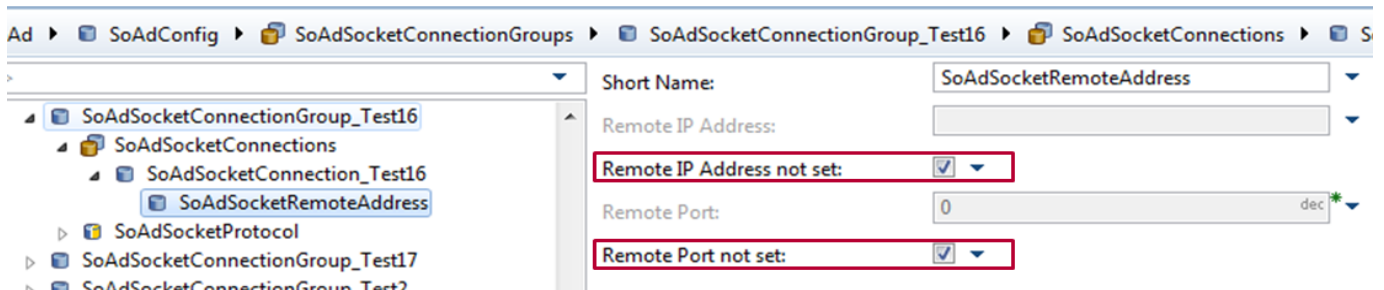 Ad ▸ SoAdConfig ▸ SoAdSocketConnectionGroups ▸ SoAdSocketConnectionGroup_Test16 ▸ SoAdSocketConnections ▸
SoAdSocketConnectionGroup_Test16
SoAdSocketConnections
SoAdSocketConnection_Test16
SoAdSocketRemoteAddress
SoAdSocketProtocol
SoAdSocketConnectionGroup_Test17
SoAdSocketConnectionGroup_Test2
Short Name: SoAdSocketRemoteAddress
Remote IP Address:
Remote IP Address not set:
Remote Port: 0 dec *
Remote Port not set: